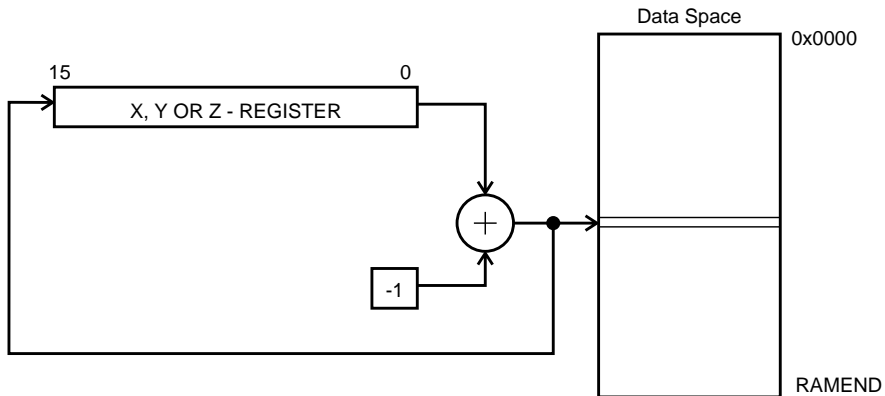 Data Space
0x0000
15
0
X, Y OR Z - REGISTER
+
-1
RAMEND